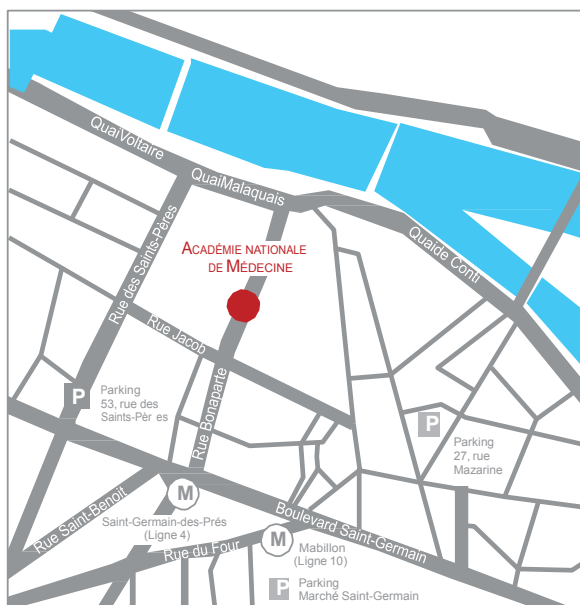 QuaiVoltaire
QuaiMalaquais
Quaide Conti
Rue des Saints-Pères
ACADÉMIE NATIONALE
DE MÉDECINE
Rue Jacob
Rue Bonaparte
P
Parking
53, rue des
Saints-Pèr es
P
Parking
27, rue
Mazarine
Rue Saint-Benoit
M
Saint-Germain-des-Prés
(Ligne 4)
Boulevard Saint-Germain
Rue du Four
M
Mabillon
(Ligne 10)
P
Parking
Marché Saint-Germain